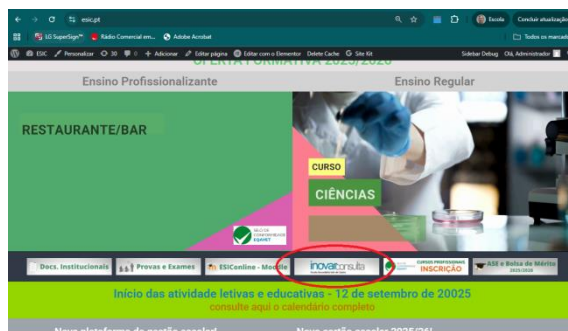 esic.pt
Escola
Concluir atualização
LG SuperSign™
Rádio Comercial em...
Adobe Acrobat
Todos os marcado
ESIC
Personalizar
30
0
Adicionar
Editar página
Editar com o Elementor
Delete Cache
Site Kit
Sidebar Debug
Olá, Administrador
OFERTA FORMATIVA 2025/2026
Ensino Profissionalizante
Ensino Regular
RESTAURANTE/BAR
CURSO
CIÊNCIAS
Docs. Institucionais
Provas e Exames
ESIConline - Moodle
inovarconsulta
CURSOS PROFISSIONAIS
INSCRIÇÃO
ASE e Bolsa de Mérito
2025/2026
Início das atividade letivas e educativas - 12 de setembro de 20025
consulte aqui o calendário completo